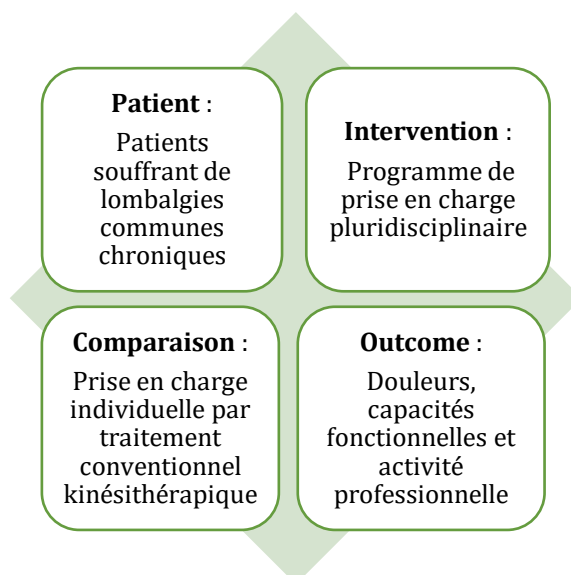 Patient :
Patients
souffrant de
lombalgies
communes
chroniques
Intervention :
Programme de
prise en charge
pluridisciplinaire
Comparaison :
Prise en charge
individuelle par
traitement
conventionnel
kinésithérapique
Outcome :
Douleurs,
capacités
fonctionnelles et
activité
professionnelle